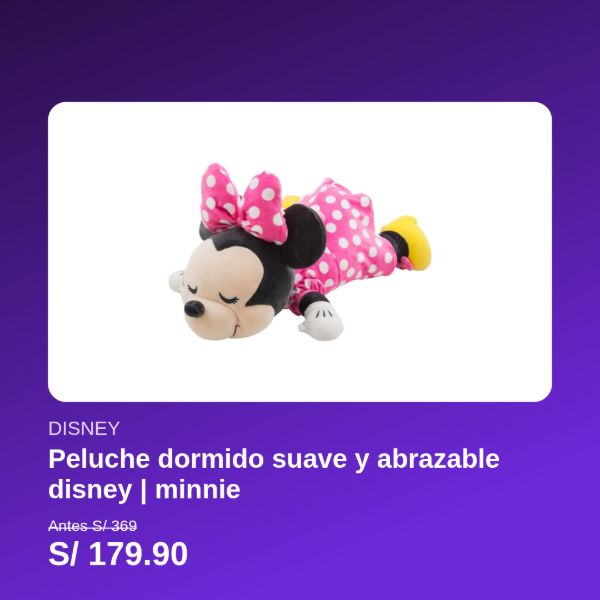 DISNEY
Peluche dormido suave y abrazable
disney | minnie
Antes S/ 369
S/ 179.90